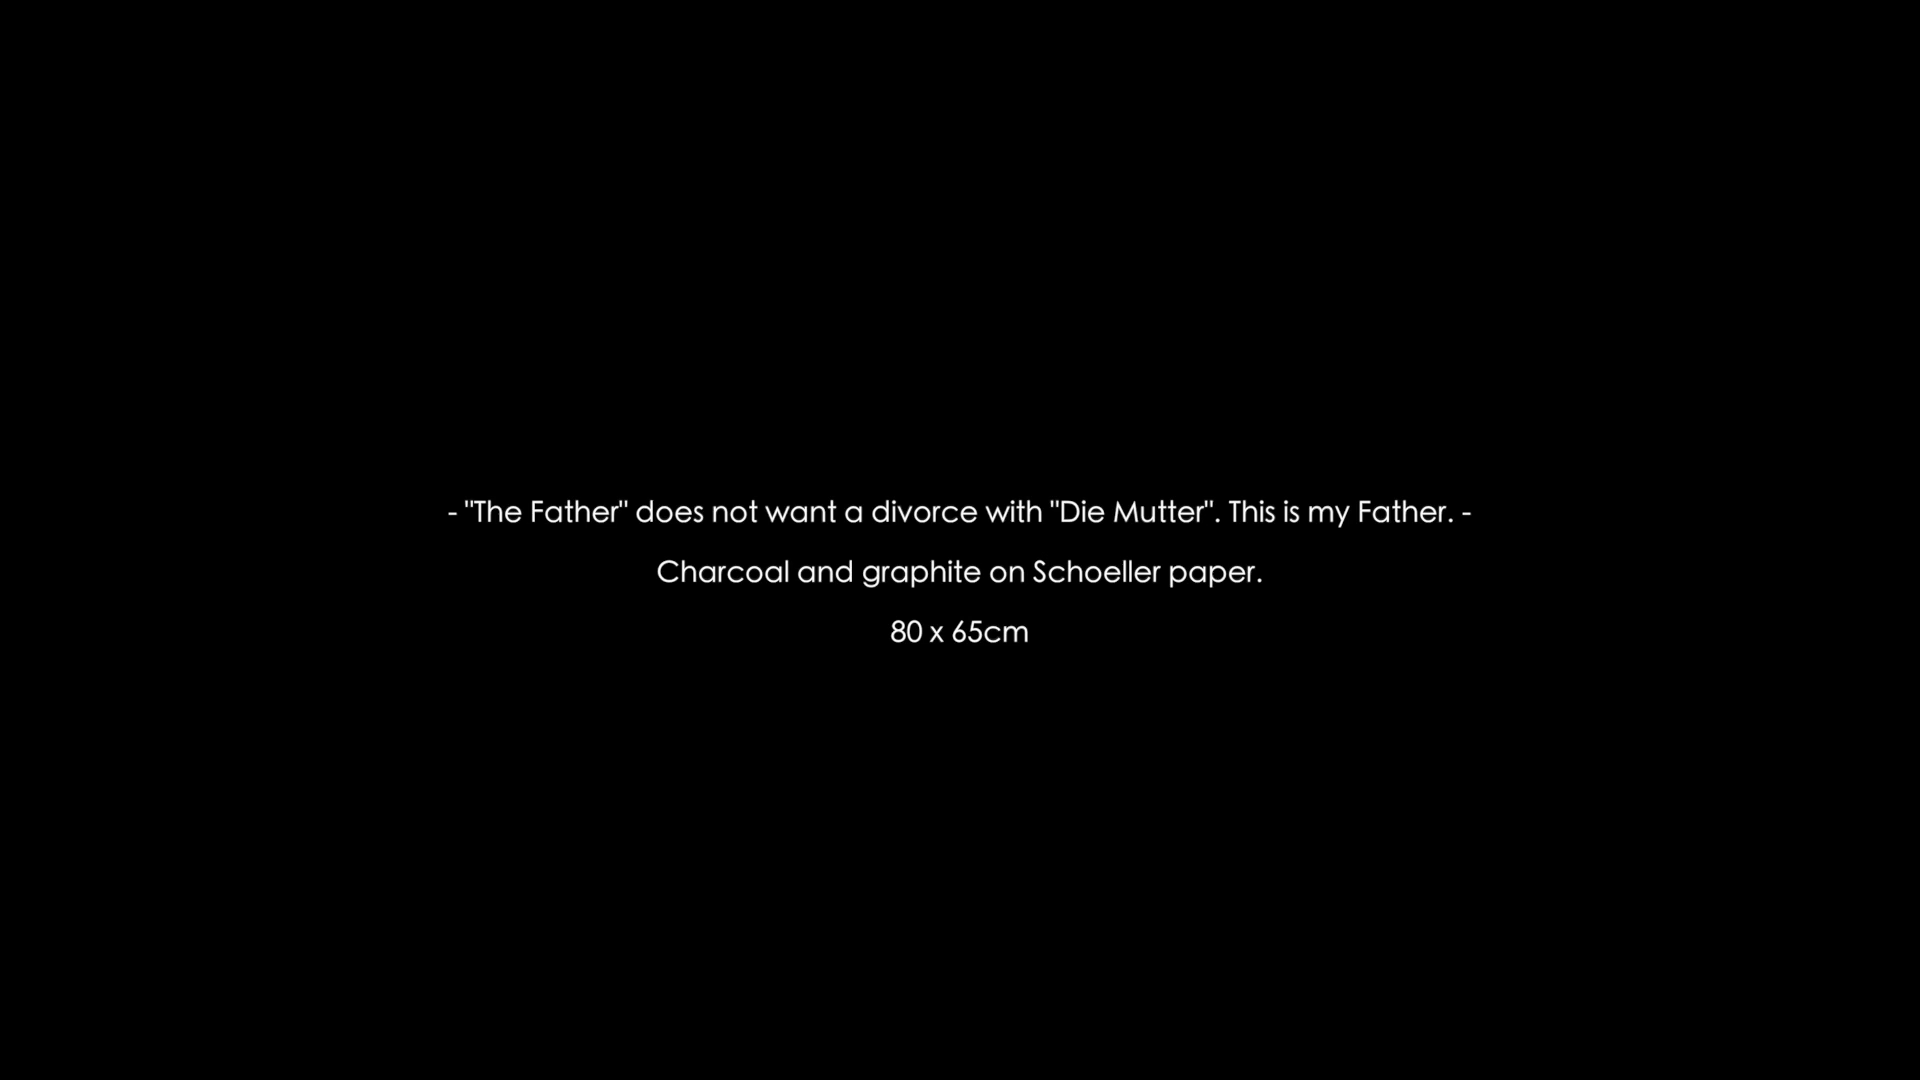 - "The Father" does not want a divorce with "Die Mutter". This is my Father. -
Charcoal and graphite on Schoeller paper.
80 x 65cm